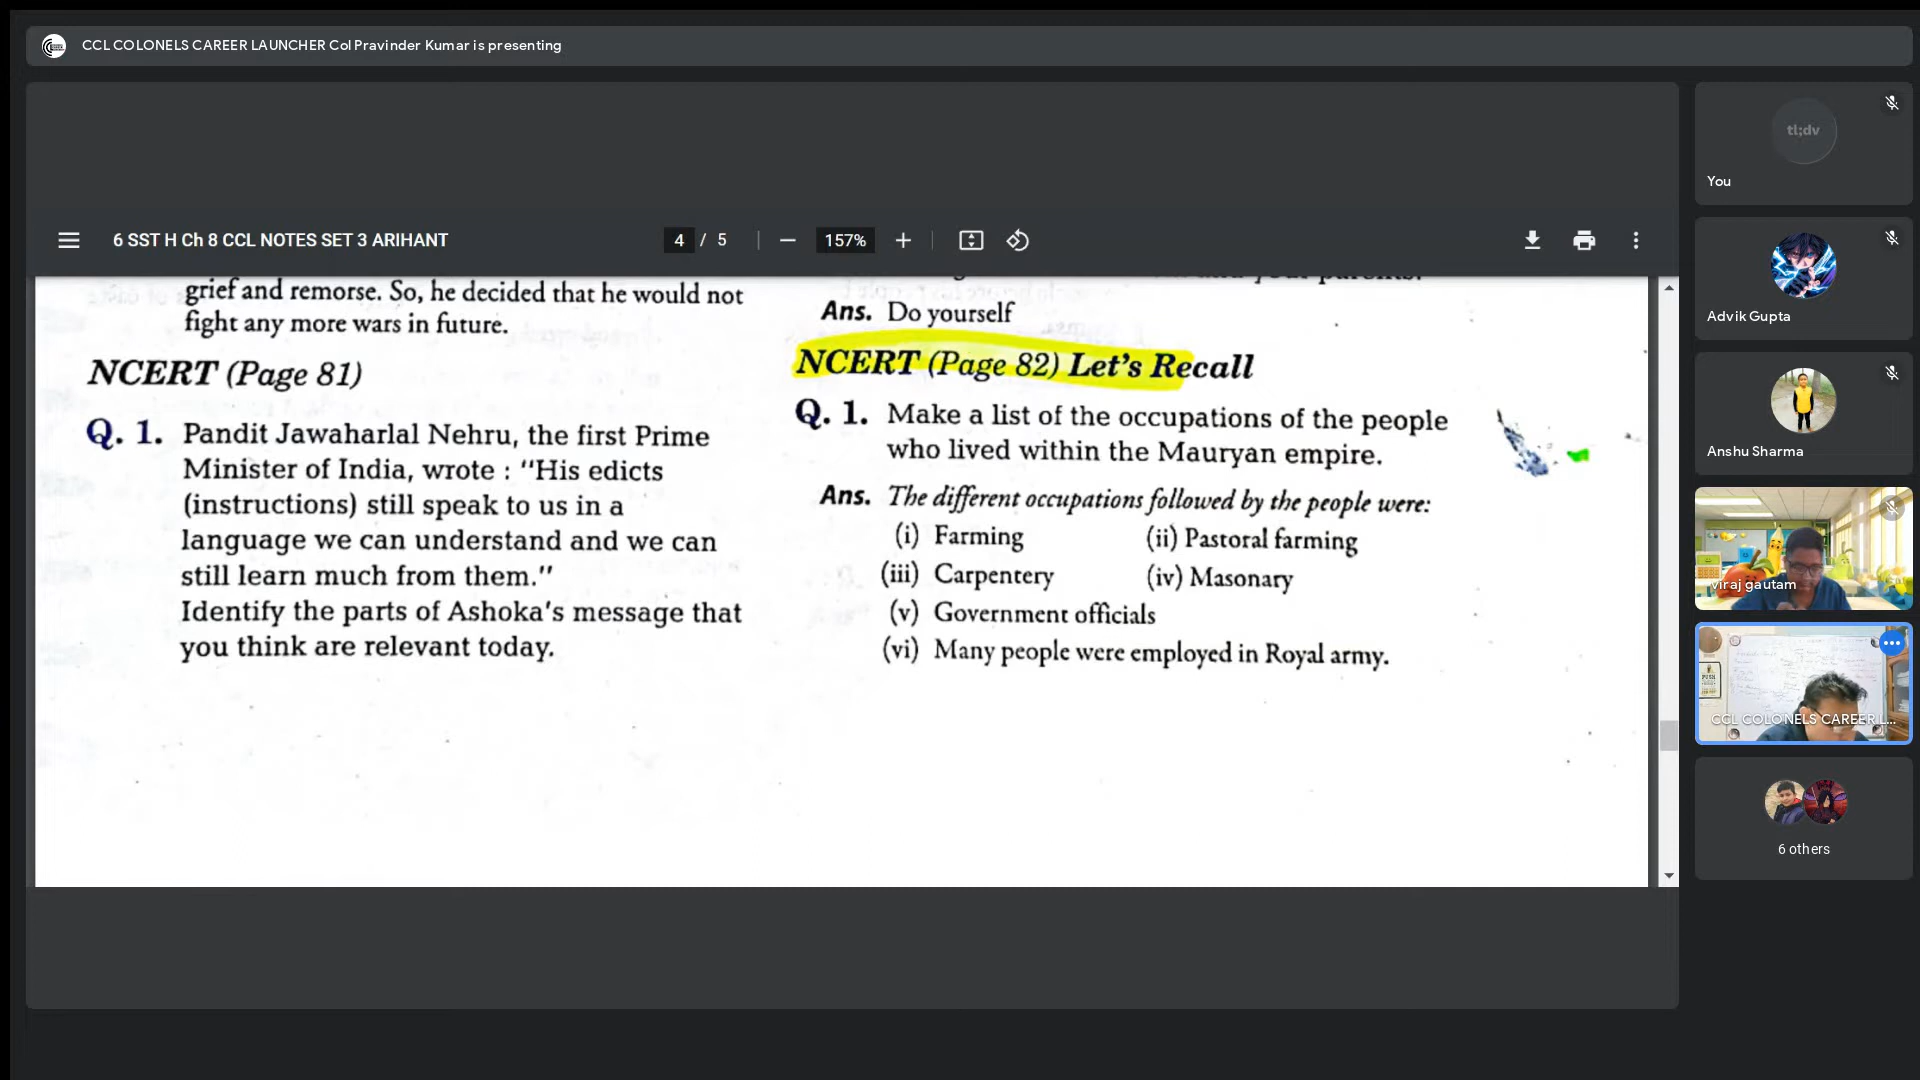 CCL COLONELS CAREER LAUNCHER Col Pravinder Kumar is presenting
6 SST H Ch 8 CCL NOTES SET 3 ARIHANT
4 / 5
157%
grief and remorse. So, he decided that he would not
fight any more wars in future.
NCERT (Page 81)
Q. 1. Pandit Jawaharlal Nehru, the first Prime
Minister of India, wrote : "His edicts
(instructions) still speak to us in a
language we can understand and we can
still learn much from them."
Identify the parts of Ashoka's message that
you think are relevant today.
Ans. Do yourself
NCERT (Page 82) Let's Recall
Q. 1. Make a list of the occupations of the people
who lived within the Mauryan empire.
Ans. The different occupations followed by the people were:
(i) Farming (ii) Pastoral farming
(iii) Carpentery (iv) Masonary
(v) Government officials
(vi) Many people were employed in Royal army.
tl;dv
You
Advik Gupta
Anshu Sharma
viraj gautam
PUSH
CCL COLONELS CAREER L...
6 others